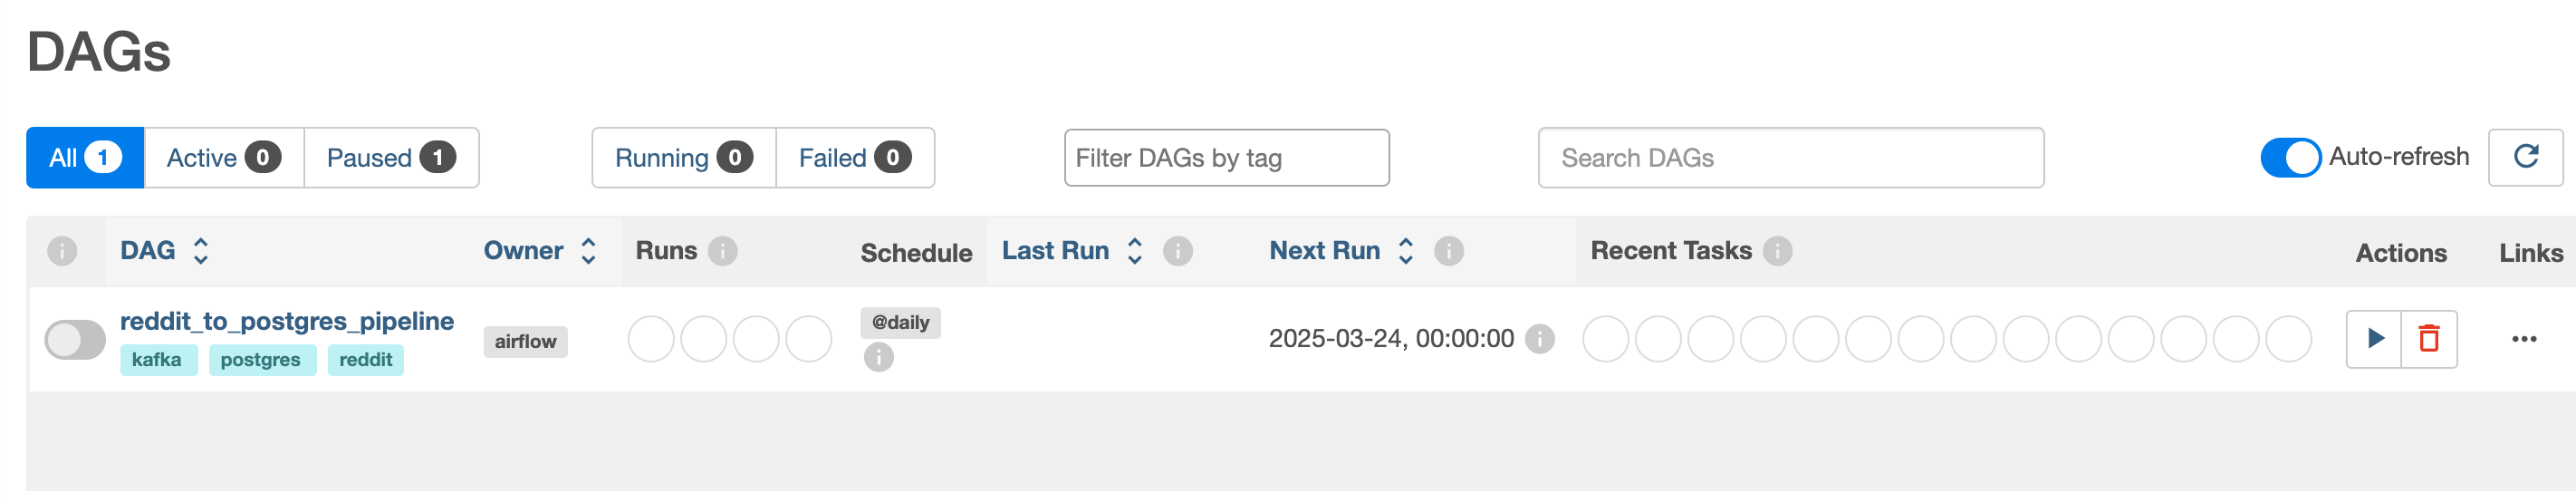 DAGs
All 1 Active 0 Paused 1 Running 0 Failed 0 Filter DAGs by tag Search DAGs Auto-refresh
DAG Owner Runs Schedule Last Run Next Run Recent Tasks Actions Links
reddit_to_postgres_pipeline airflow @daily 2025-03-24, 00:00:00
kafka postgres reddit